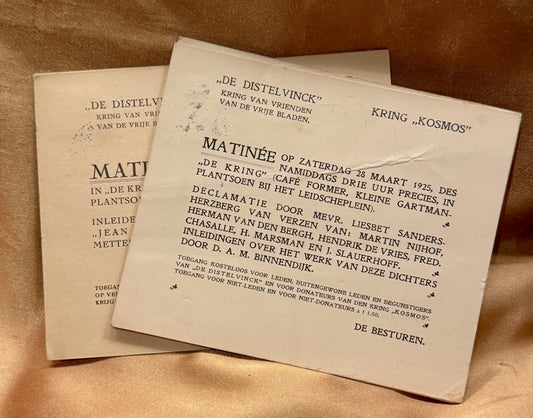 „DE DISTELVINCK”
KRING VAN VRIENDEN
VAN DE VRIJE BLADEN.
KRING „KOSMOS”
MATINÉE OP ZATERDAG 28 MAART 1925, DES
NAMIDDAGS DRIE UUR PRECIES, IN
„DE KRING” (CAFÉ FORMER, KLEINE GARTMAN-
PLANTSOEN BIJ HET LEIDSCHEPLEIN).
DECLAMATIE DOOR MEVR. LIESBET SANDERS-
HERZBERG VAN VERZEN VAN: MARTIN NIJHOF,
HERMAN VAN DEN BERGH, HENDRIK DE VRIES, FRED.
CHASALLE, H. MARSMAN EN J. SLAUERHOFF.
INLEIDINGEN OVER HET WERK VAN DEZE DICHTERS
DOOR D. A. M. BINNENDIJK.
TOEGANG KOSTELOOS VOOR LEDEN, BUITENGEWONE LEDEN EN BEGUNSTIGERS
VAN „DE DISTELVINCK” EN VOOR DONATEURS VAN DEN KRING „KOSMOS”.
TOEGANG VOOR NIET-LEDEN EN VOOR NIET-DONATEURS à f 1.50.
DE BESTUREN.
„DE DISTELV
KRING VAN VR
VAN DE VRIJE
MATI
IN „DE KR
PLANTSOE
INLEIDE
„JEAN
METTE
TOEGA
OP VE
KRIJG